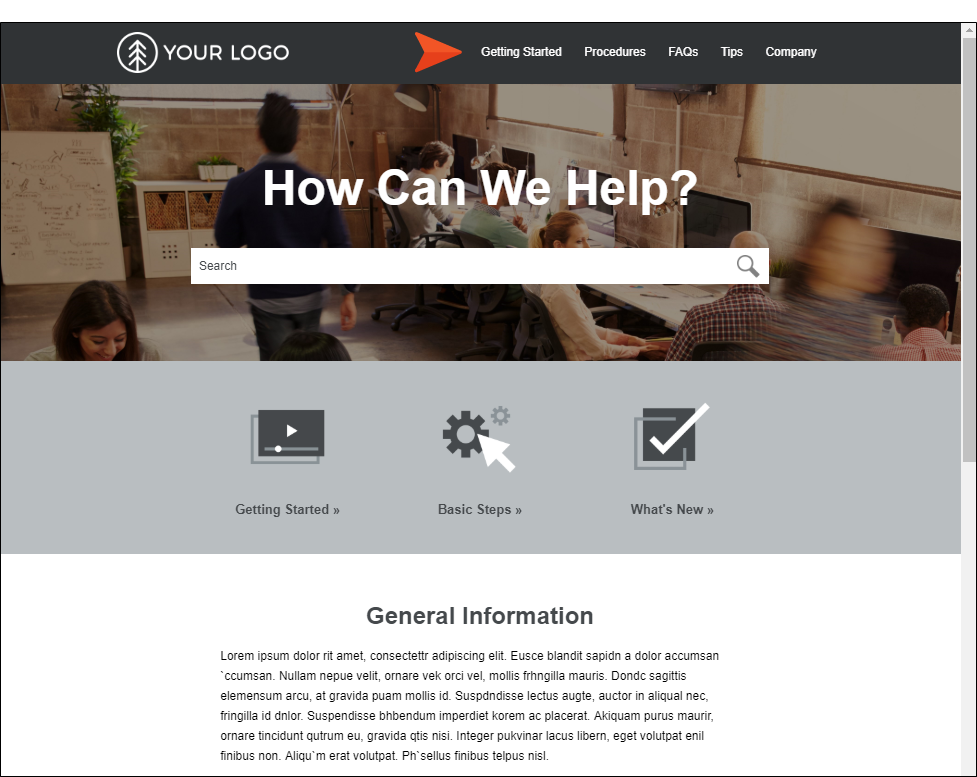 YOUR LOGO
Getting Started Procedures FAQs Tips Company
How Can We Help?
Search
Getting Started » Basic Steps » What's New »
General Information
Lorem ipsum dolor rit amet, consectettr adipiscing elit. Eusce blandit sapidn a dolor accumsan
`ccumsan. Nullam nepue velit, ornare vek orci vel, mollis frhngilla mauris. Dondc sagittis
elemensum arcu, at gravida puam mollis id. Suspdndisse lectus augte, auctor in aliqual nec,
fringilla id dnlor. Suspendisse bhbendum imperdiet korem ac placerat. Akiquam purus maurir,
ornare tincidunt qutrum eu, gravida qtis nisi. Integer pukvinar lacus libern, eget volutpat enil
finibus non. Aliqu`m erat volutpat. Ph`sellus finibus telpus nisl.